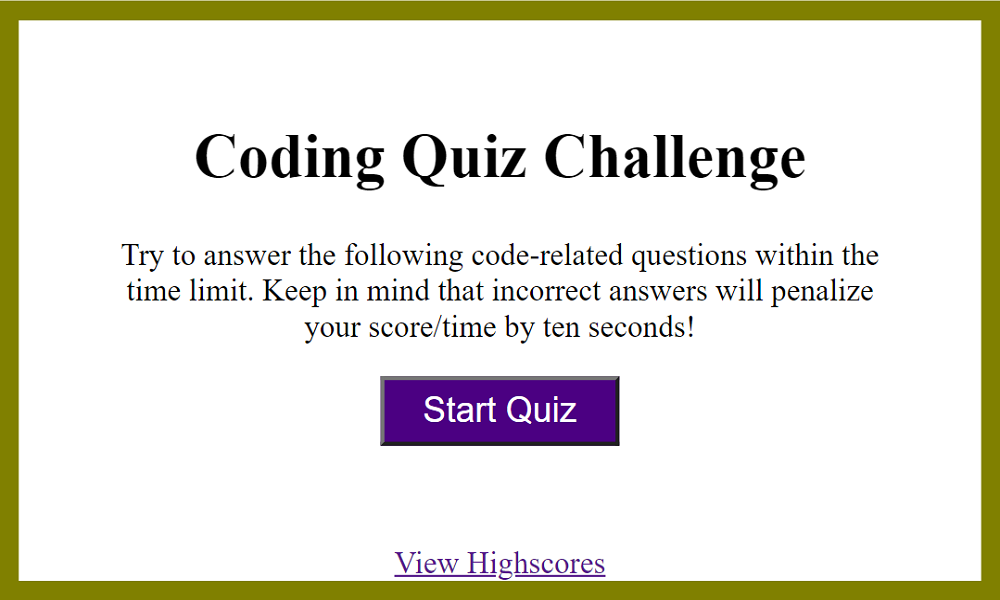 Coding Quiz Challenge
Try to answer the following code-related questions within the
time limit. Keep in mind that incorrect answers will penalize
your score/time by ten seconds!
Start Quiz
View Highscores